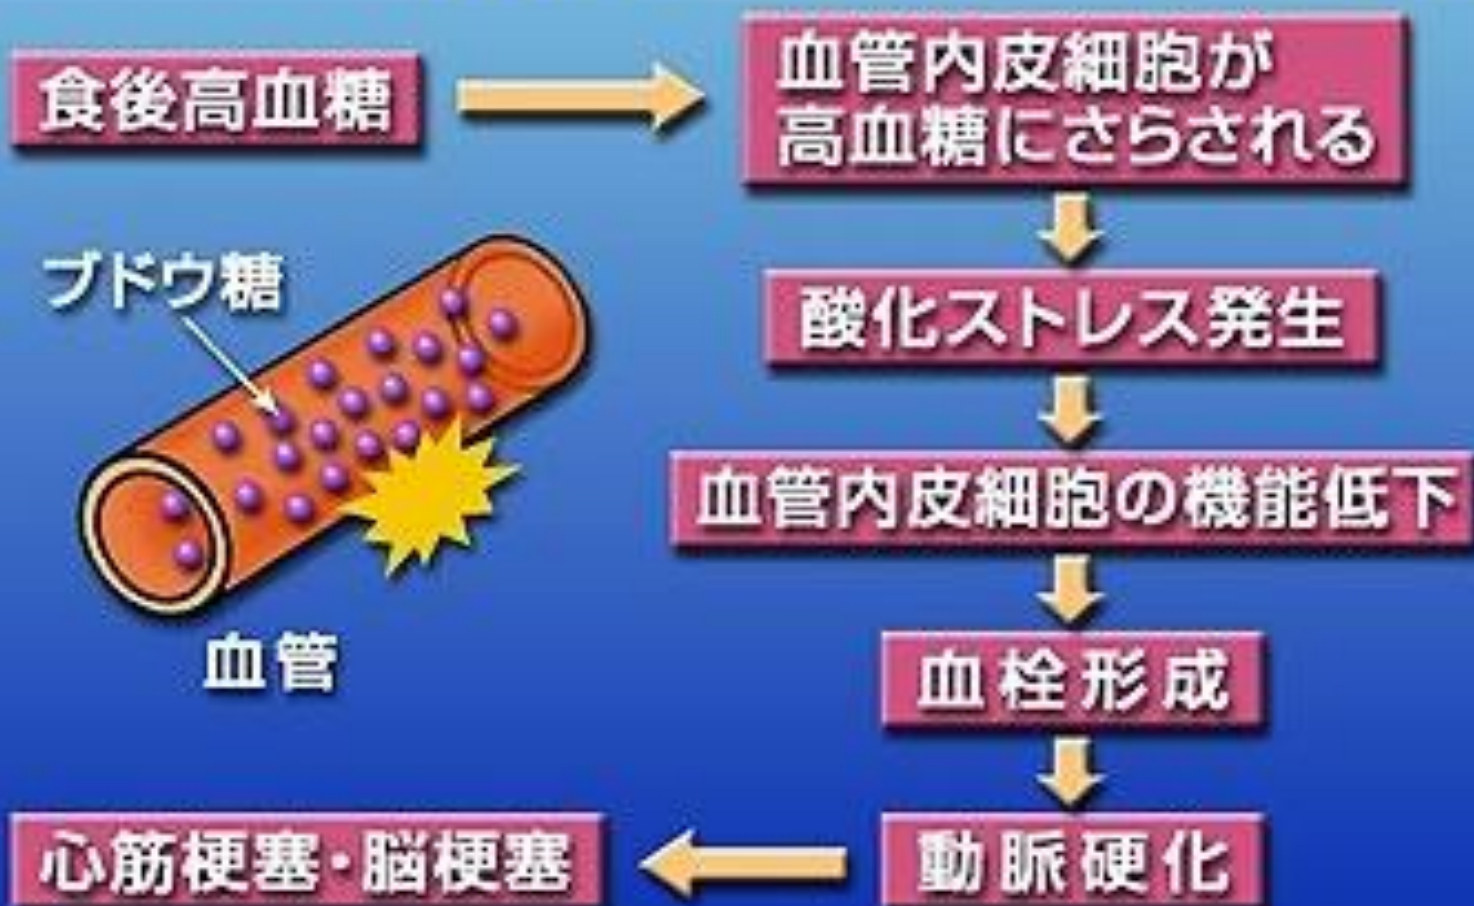 食後高血糖
血管内皮細胞が
高血糖にさらされる
ブドウ糖
酸化ストレス発生
血管内皮細胞の機能低下
血管
血栓形成
動脈硬化
心筋梗塞・脳梗塞